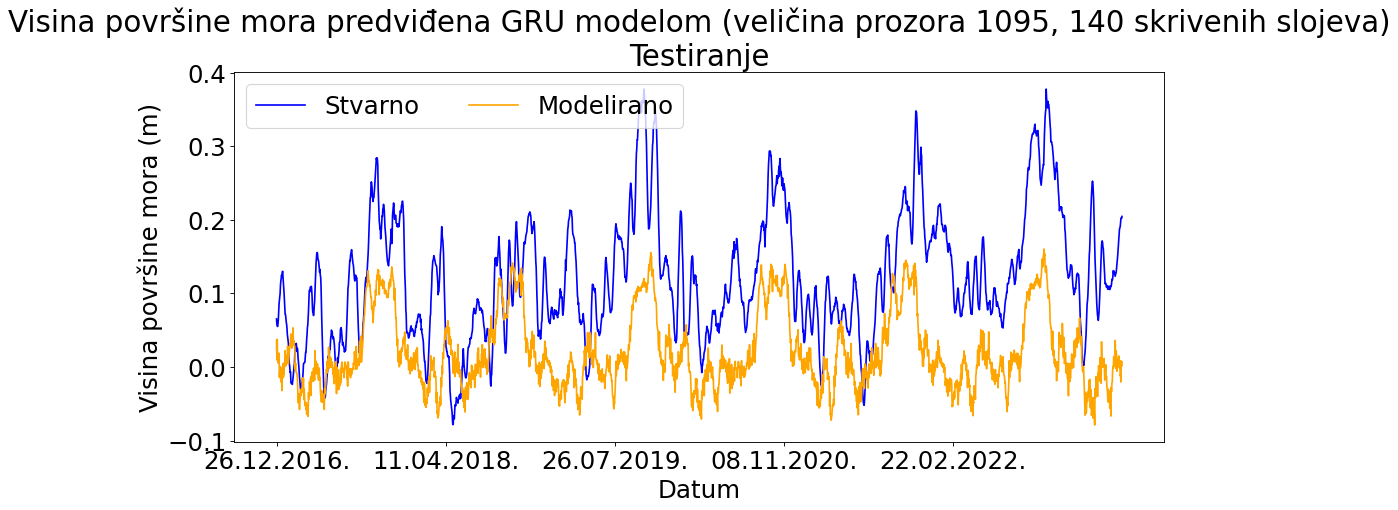 Visina površine mora predviđena GRU modelom (veličina prozora 1095, 140 skrivenih slojeva)
Testiranje
Stvarno
Modelirano
Visina površine mora (m)
0.4
0.3
0.2
0.1
0.0
−0.1
26.12.2016.
11.04.2018.
26.07.2019.
08.11.2020.
22.02.2022.
Datum